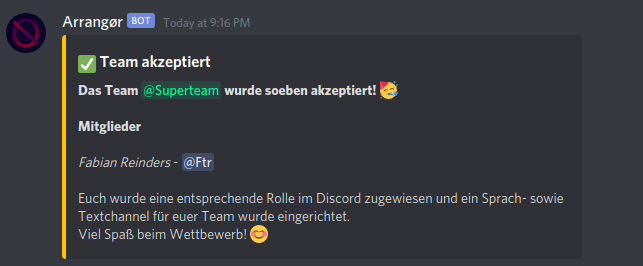 Arrangør BOT Today at 9:16 PM
✅ Team akzeptiert
Das Team @Superteam wurde soeben akzeptiert! 🥳
Mitglieder
Fabian Reinders - @Ftr
Euch wurde eine entsprechende Rolle im Discord zugewiesen und ein Sprach- sowie
Textchannel für euer Team wurde eingerichtet.
Viel Spaß beim Wettbewerb! 😊